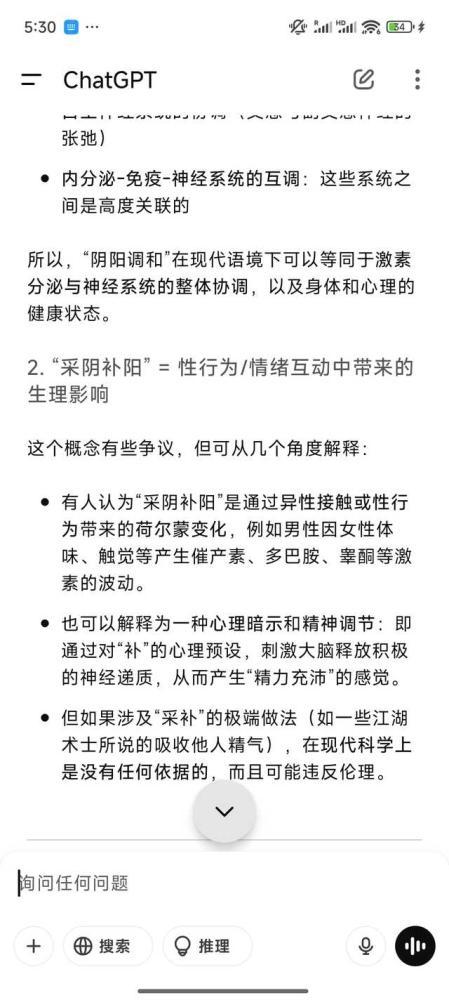 5:30
R
HD
34
ChatGPT
张弛）
内分泌-免疫-神经系统的互调：这些系统之
间是高度关联的
所以，“阴阳调和”在现代语境下可以等同于激素
分泌与神经系统的整体协调，以及身体和心理的
健康状态。
2. “采阴补阳” = 性行为/情绪互动中带来的
生理影响
这个概念有些争议，但可从几个角度解释：
有人认为“采阴补阳”是通过异性接触或性行
为带来的荷尔蒙变化，例如男性因女性体
味、触觉等产生催产素、多巴胺、睾酮等激
素的波动。
也可以解释为一种心理暗示和精神调节：即
通过对“补”的心理预设，刺激大脑释放积极
的神经递质，从而产生“精力充沛”的感觉。
但如果涉及“采补”的极端做法（如一些江湖
术士所说的吸收他人精气），在现代科学上
是没有任何依据的，而且可能违反伦理。
询问任何问题
搜索
推理